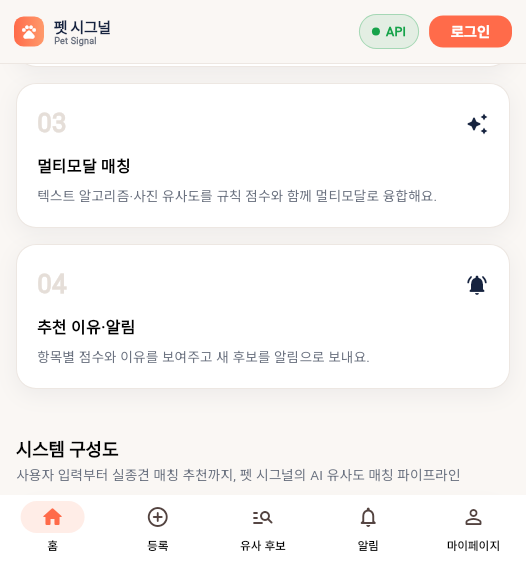 펫 시그널
Pet Signal
API
로그인
03
멀티모달 매칭
텍스트 알고리즘·사진 유사도를 규칙 점수와 함께 멀티모달로 융합해요.
04
추천 이유·알림
항목별 점수와 이유를 보여주고 새 후보를 알림으로 보내요.
시스템 구성도
사용자 입력부터 실종견 매칭 추천까지, 펫 시그널의 AI 유사도 매칭 파이프라인
홈
등록
유사 후보
알림
마이페이지